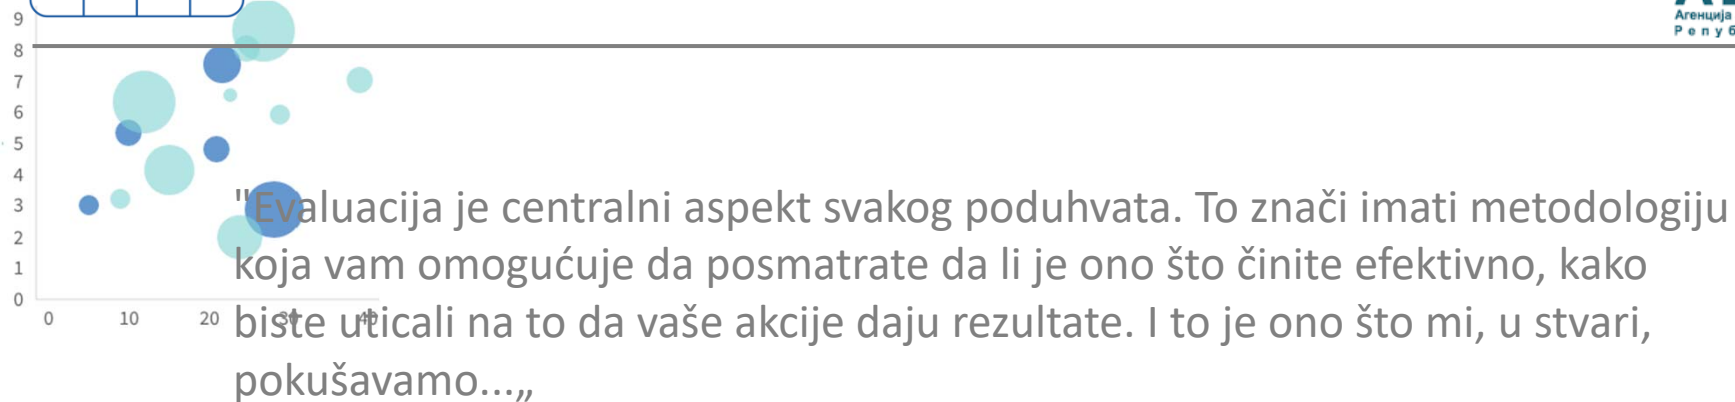 Агенција
Р е п у б
9
8
7
6
5
4
3
2
1
0
0 10 20 30 40
"Evaluacija je centralni aspekt svakog poduhvata. To znači imati metodologiju
koja vam omogućuje da posmatrate da li je ono što činite efektivno, kako
biste uticali na to da vaše akcije daju rezultate. I to je ono što mi, u stvari,
pokušavamo...„